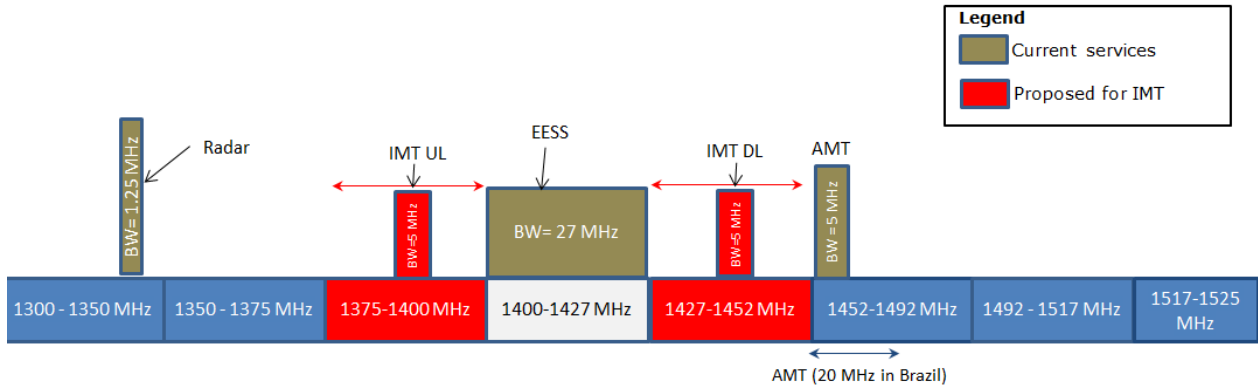 Legend
Current services
Proposed for IMT
Radar
IMT UL
EESS
IMT DL
AMT
BW= 1.25 MHz
BW=5 MHz
BW= 27 MHz
BW=5 MHz
BW = 5 MHz
1300 - 1350 MHz
1350 - 1375 MHz
1375-1400 MHz
1400-1427 MHz
1427-1452 MHz
1452-1492 MHz
1492 - 1517 MHz
1517-1525
MHz
AMT (20 MHz in Brazil)